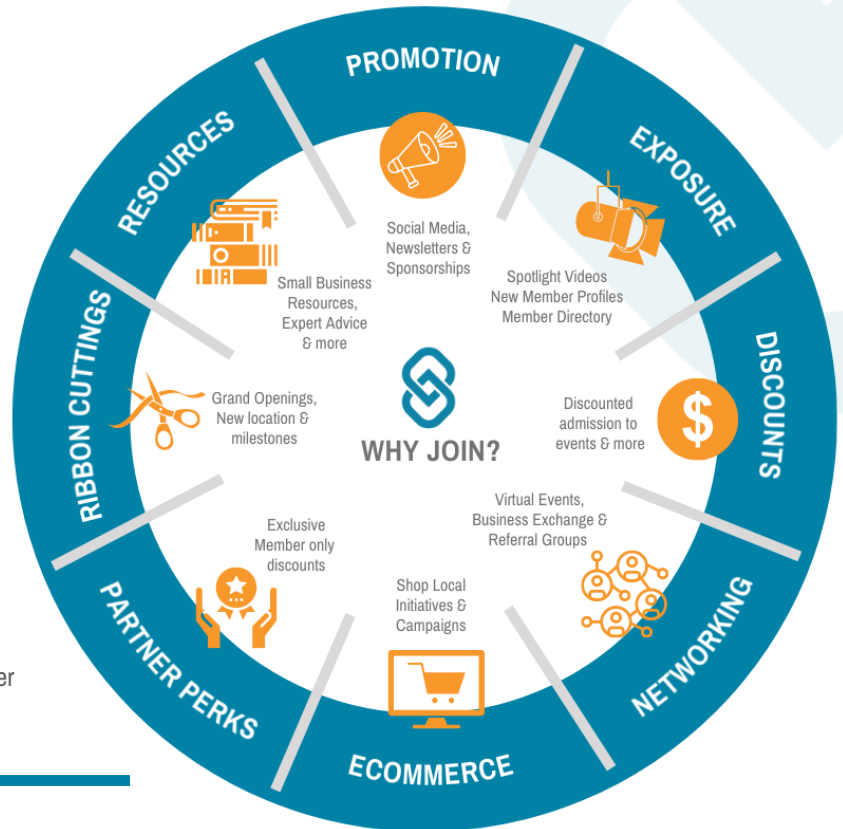 PROMOTION
Social Media,
Newsletters &
Sponsorships
EXPOSURE
Spotlight Videos
New Member Profiles
Member Directory
DISCOUNTS
Discounted
admission to
events & more
$
NETWORKING
Virtual Events,
Business Exchange &
Referral Groups
ECOMMERCE
Shop Local
Initiatives &
Campaigns
PARTNER PERKS
Exclusive
Member only
discounts
RIBBON CUTTINGS
Grand Openings,
New location &
milestones
RESOURCES
Small Business
Resources,
Expert Advice
& more
WHY JOIN?
er